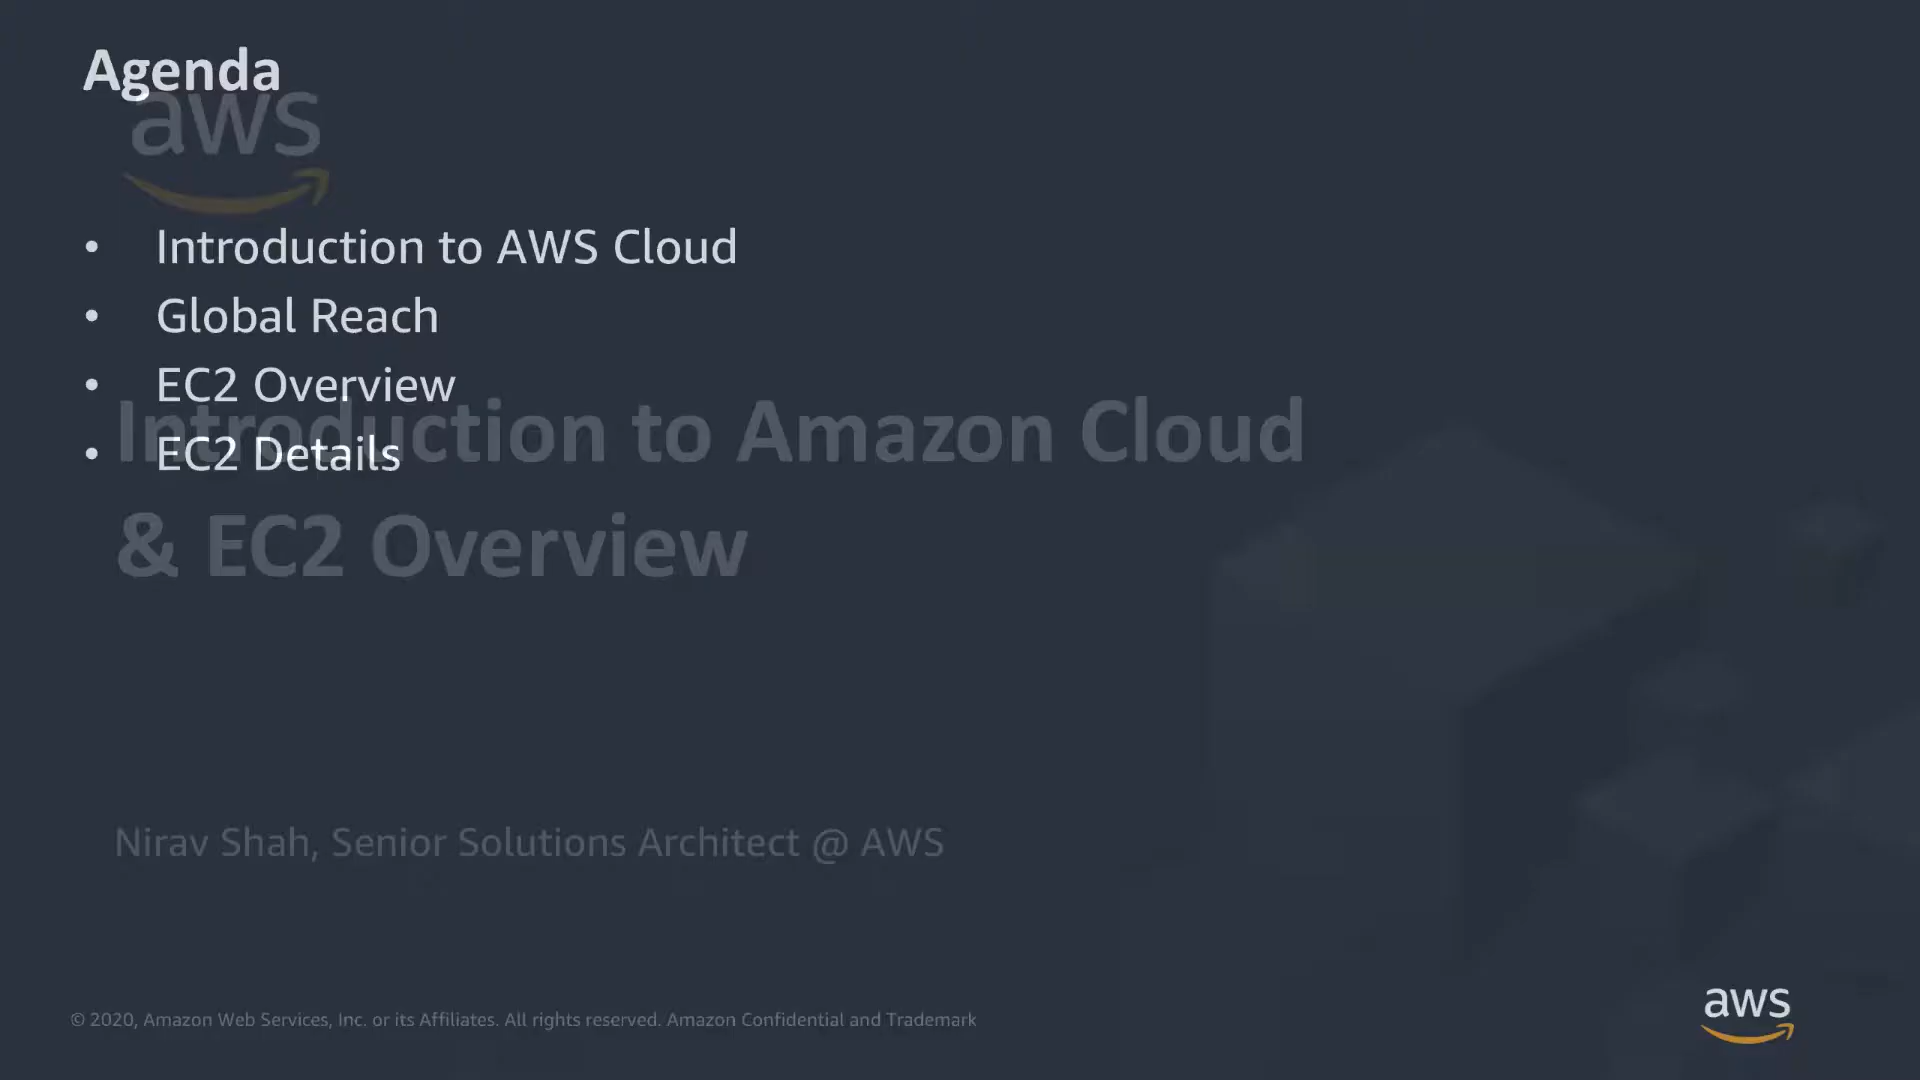 Agenda
aws
• Introduction to AWS Cloud
• Global Reach
• EC2 Overview
• EC2 Details
Introduction to Amazon Cloud
& EC2 Overview
Nirav Shah, Senior Solutions Architect @ AWS
© 2020, Amazon Web Services, Inc. or its Affiliates. All rights reserved. Amazon Confidential and Trademark
aws